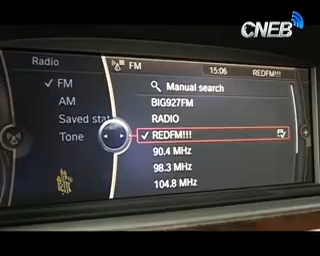 CNEB
Radio
FM
15:06
REDFM!!!
FM
AM
Saved stat
Tone
Manual search
BIG927FM
RADIO
REDFM!!!
90.4 MHz
98.3 MHz
104.8 MHz